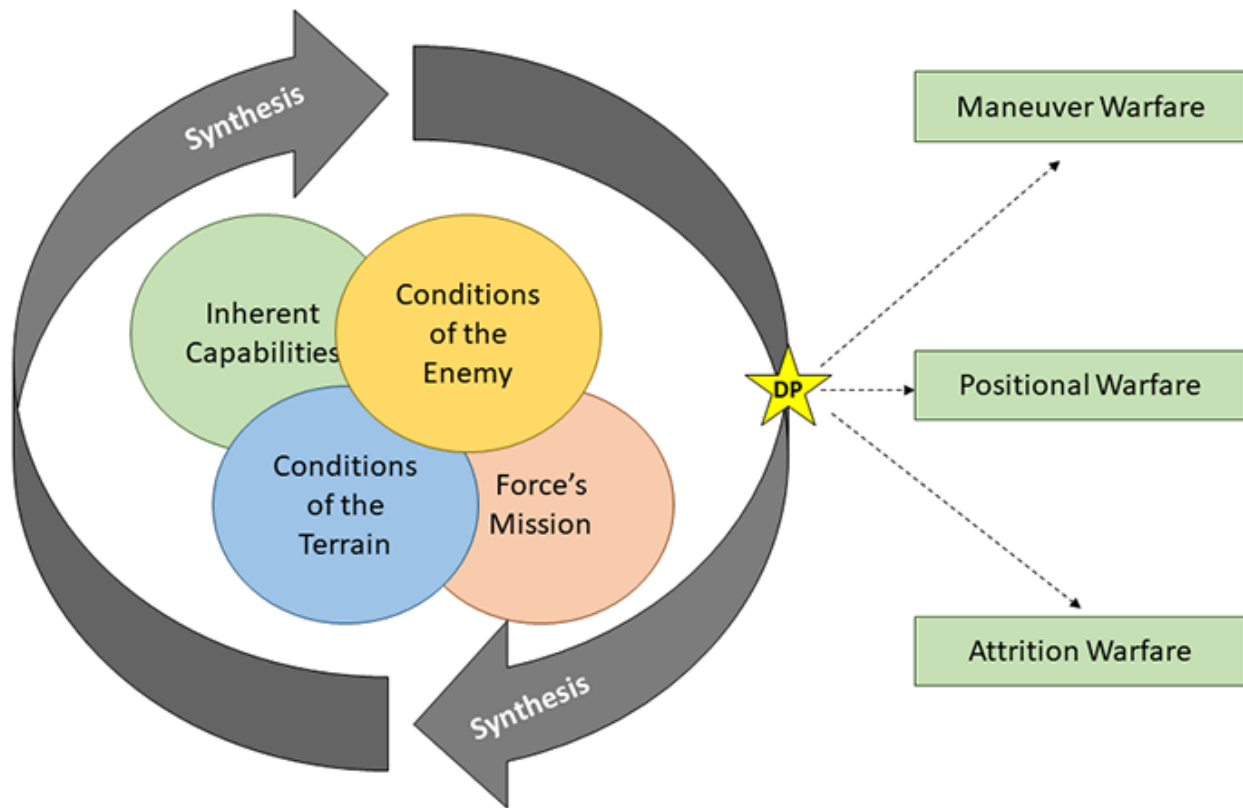 Synthesis
Inherent
Capabilities
Conditions
of the
Enemy
Conditions
of the
Terrain
Force's
Mission
Synthesis
DP
Maneuver Warfare
Positional Warfare
Attrition Warfare